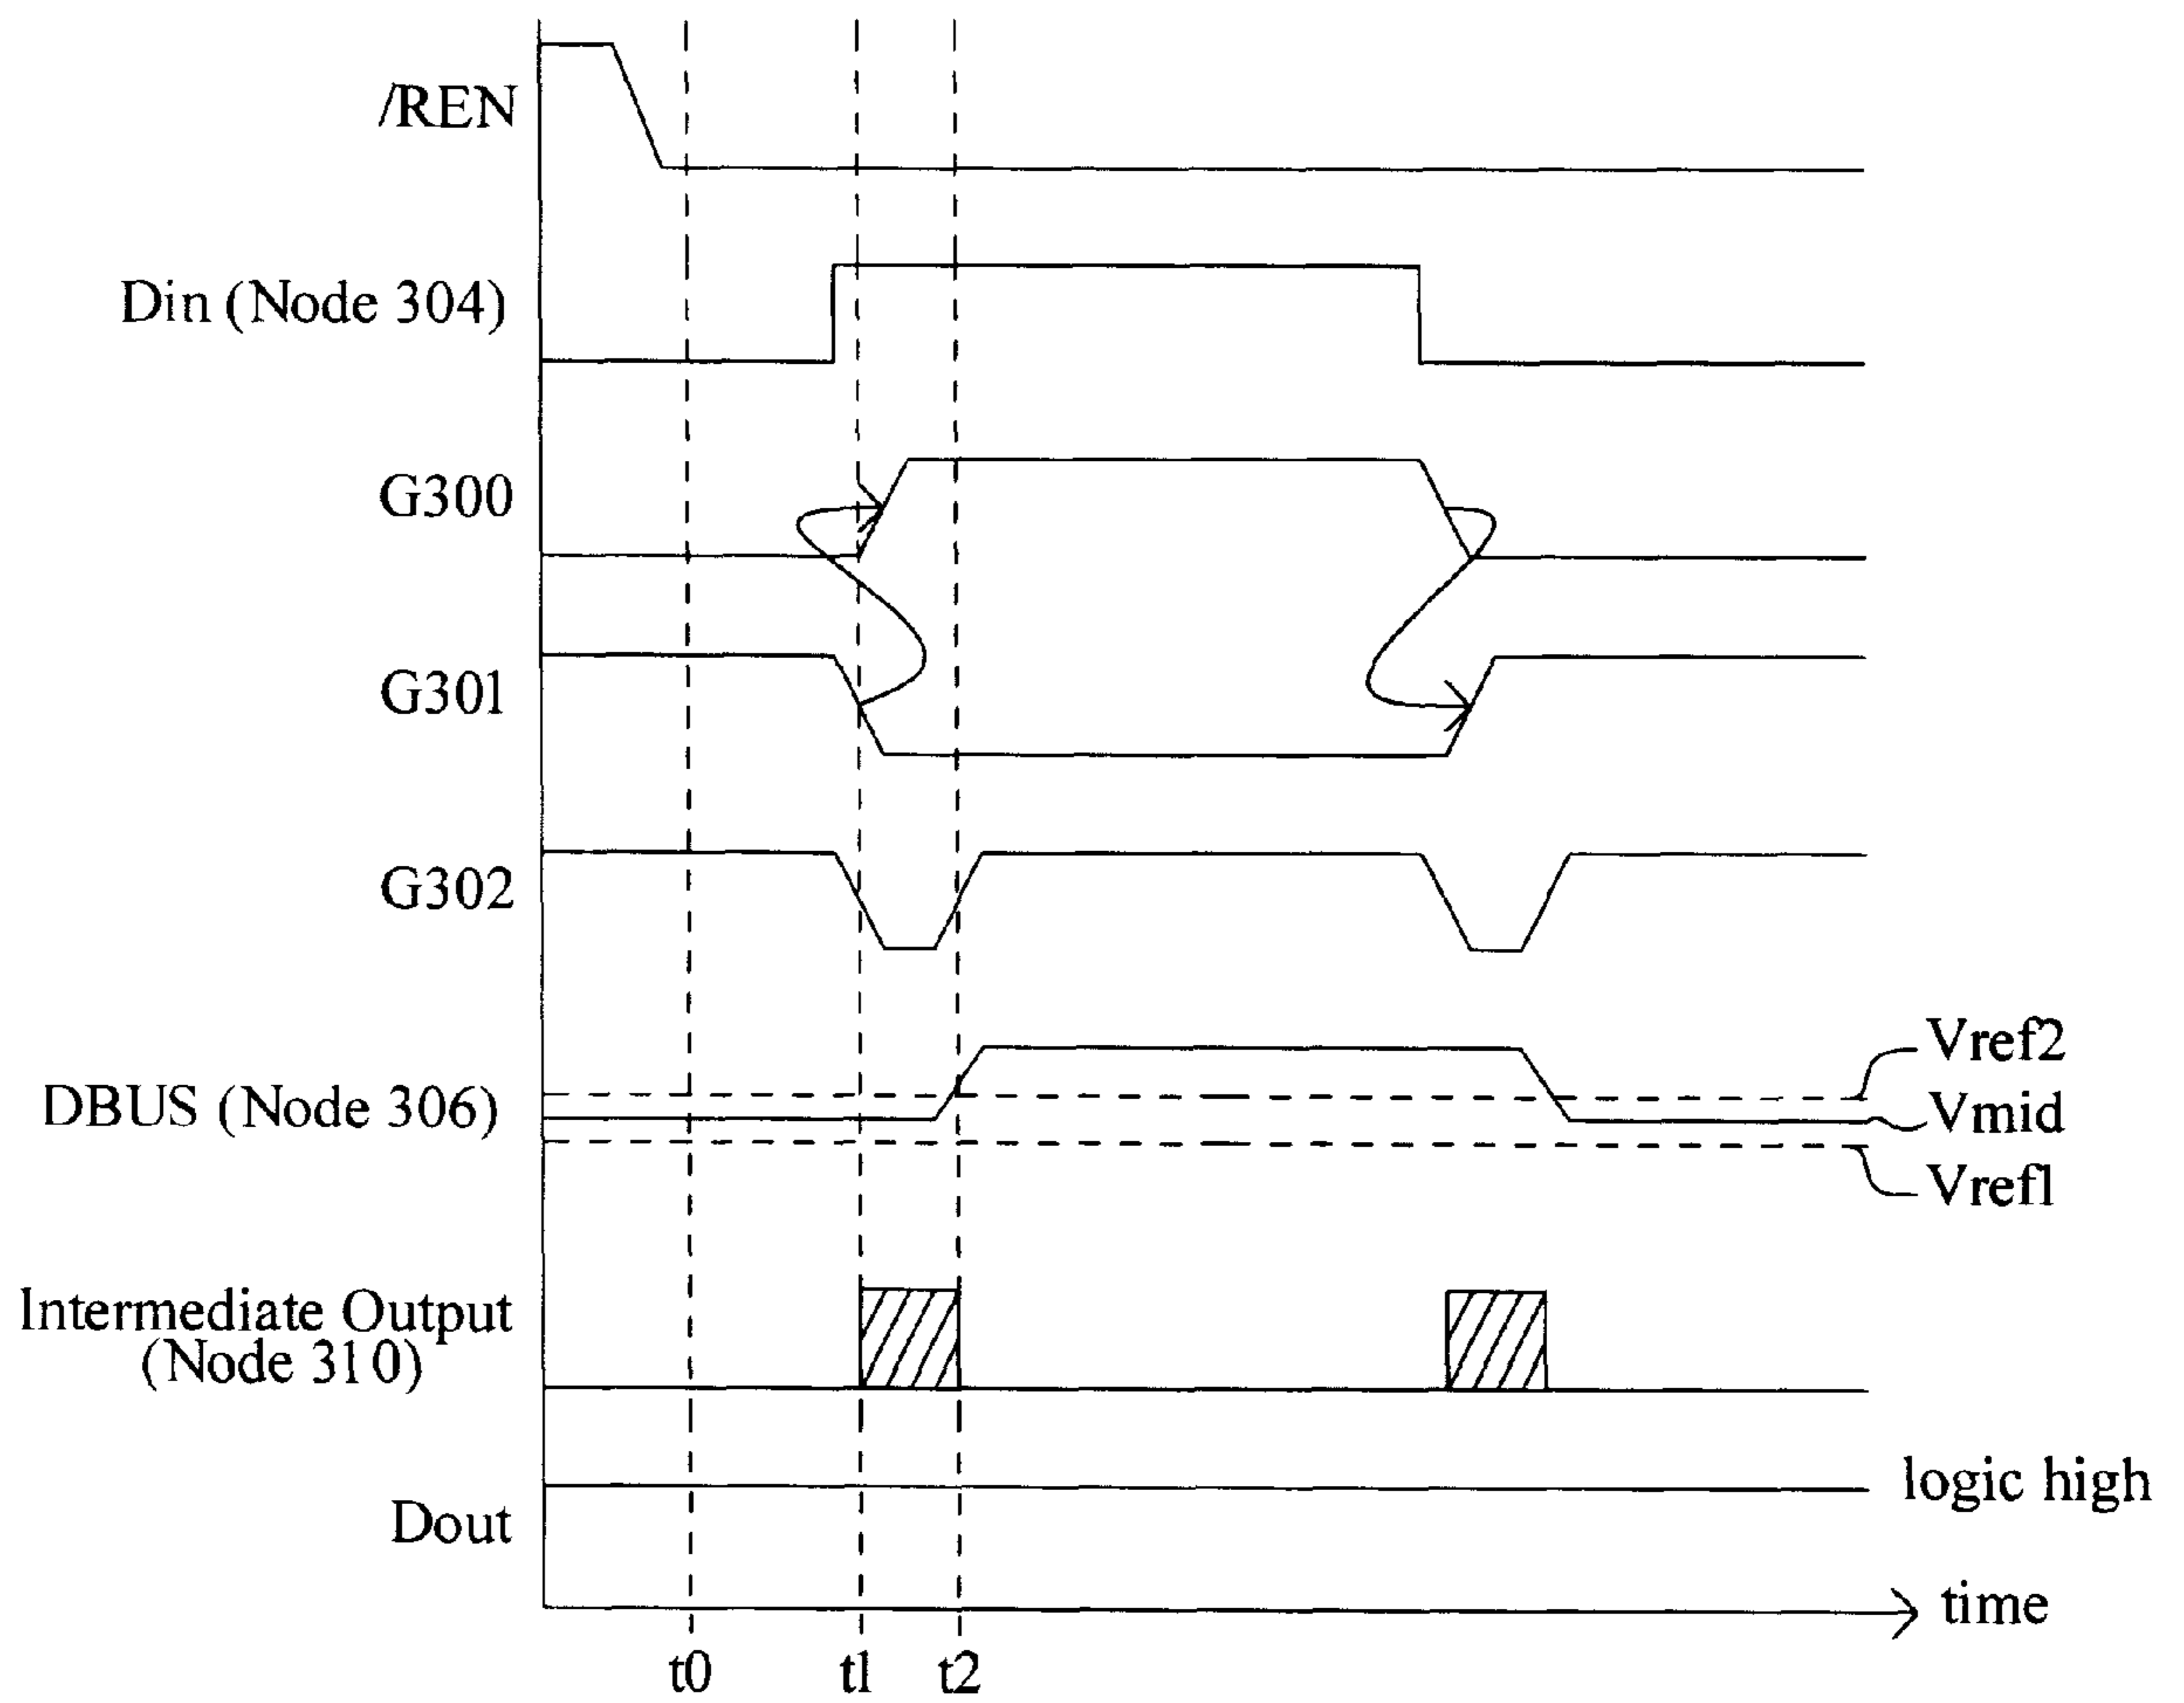 /REN
Din (Node 304)
G300
G301
G302
Vref2
DBUS (Node 306)
Vmid
Vref1
Intermediate Output
(Node 310)
logic high
Dout
time
t0
t1
t2